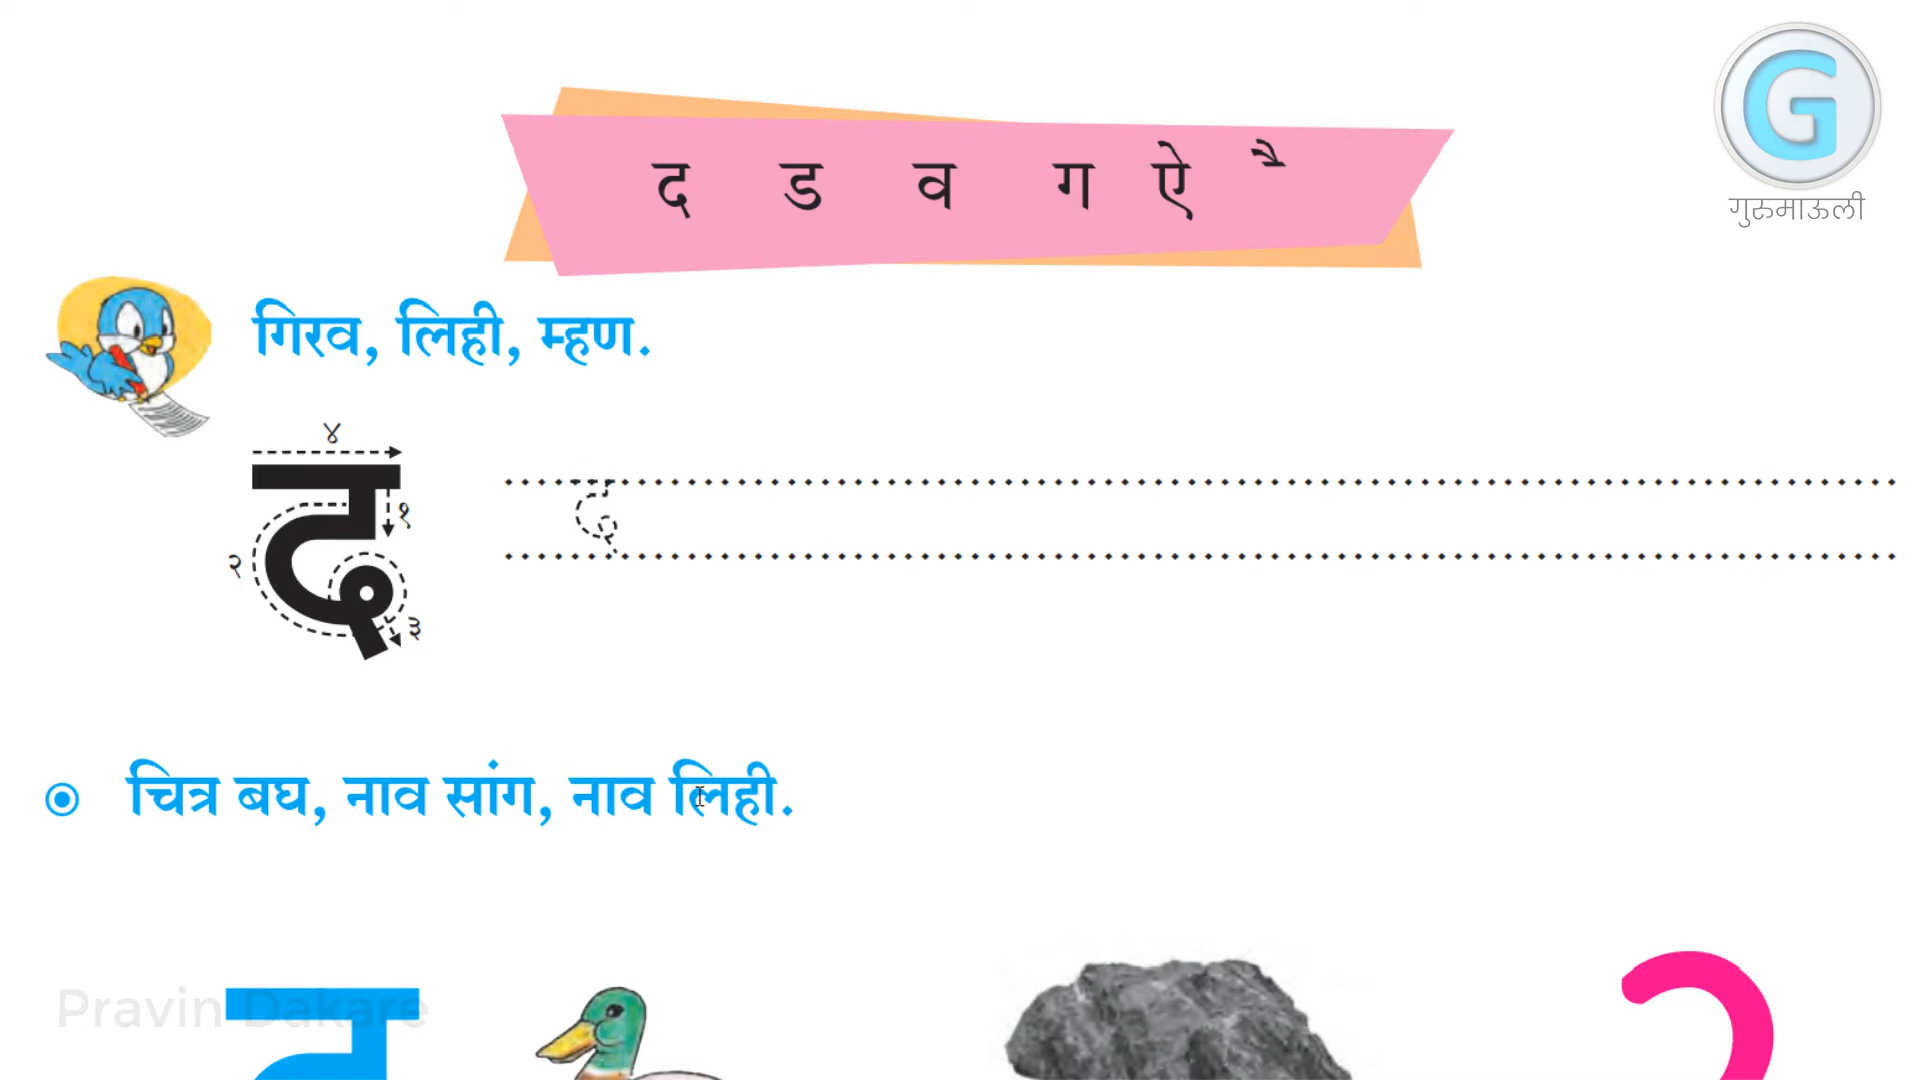 द ड व ग ऐ ै
G
गुरुमाऊली
गिरव, लिही, म्हण.
४
द
१
२
३
द
चित्र बघ, नाव सांग, नाव लिही.
Pravin Dakare